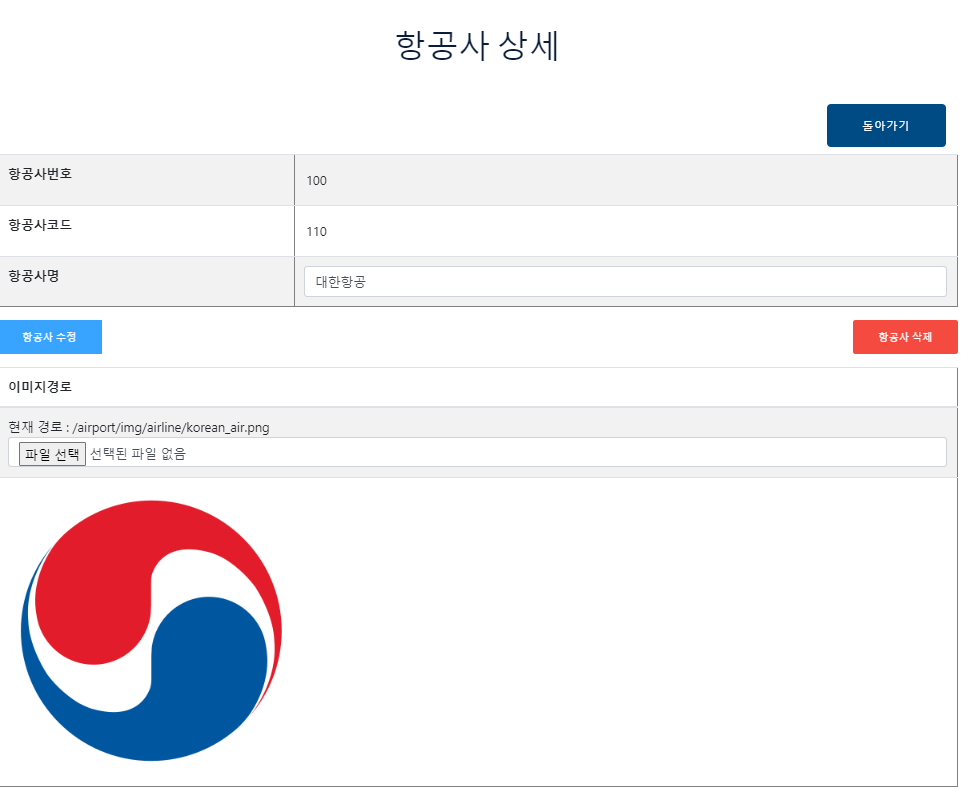 항공사 상세
돌아가기
항공사번호 100
항공사코드 110
항공사명 대한항공
항공사 수정 항공사 삭제
이미지경로
현재 경로 : /airport/img/airline/korean_air.png
파일 선택 선택된 파일 없음